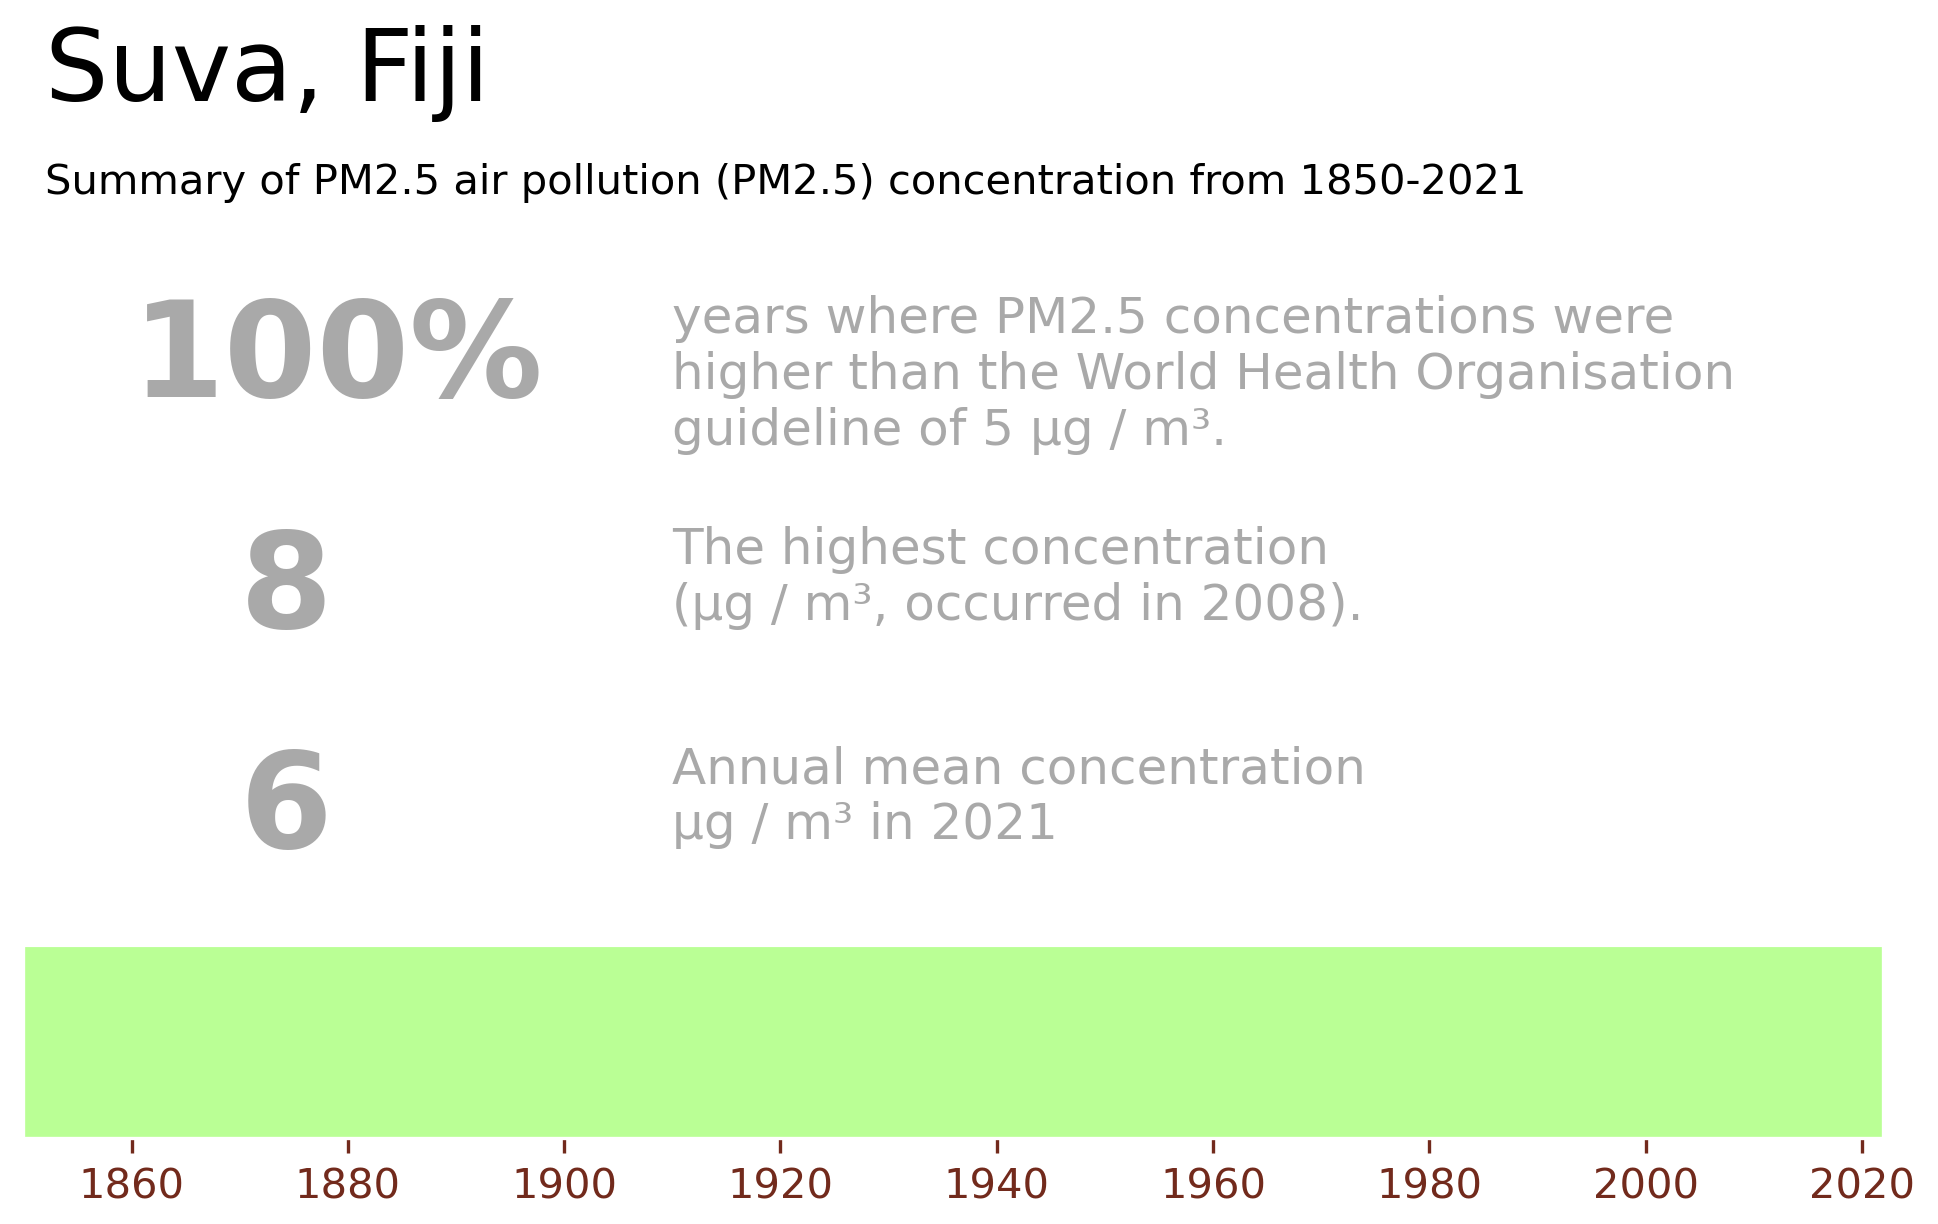 Suva, Fiji
Summary of PM2.5 air pollution (PM2.5) concentration from 1850-2021
100%
years where PM2.5 concentrations were
higher than the World Health Organisation
guideline of 5 µg / m³.
8
The highest concentration
(µg / m³, occurred in 2008).
6
Annual mean concentration
µg / m³ in 2021
1860 1880 1900 1920 1940 1960 1980 2000 2020